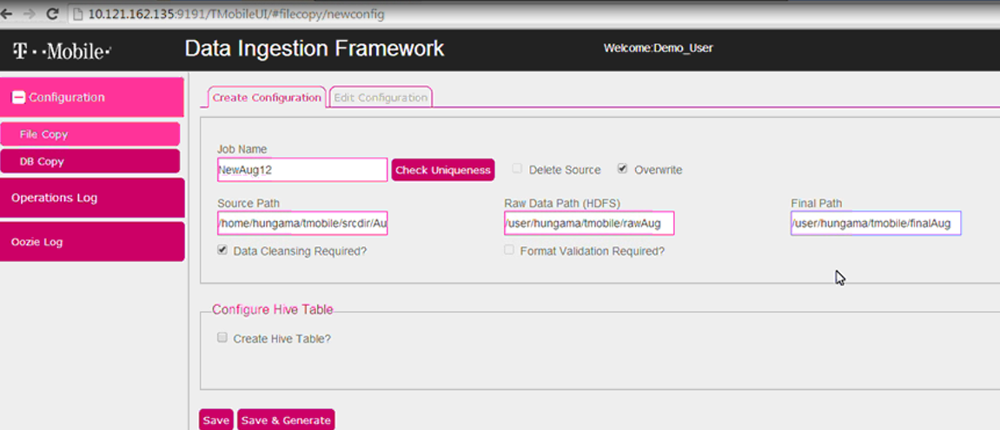 10.121.162.135:9191/TMobileUI/#filecopy/newconfig
T··Mobile·
Data Ingestion Framework
Welcome:Demo_User
Configuration
File Copy
DB Copy
Operations Log
Oozie Log
Create Configuration
Edit Configuration
Job Name
NewAug12
Check Uniqueness
Delete Source
Overwrite
Source Path
Raw Data Path (HDFS)
Final Path
/home/hungama/tmobile/srcdir/Au
/user/hungama/tmobile/rawAug
/user/hungama/tmobile/finalAug
Data Cleansing Required?
Format Validation Required?
Configure Hive Table
Create Hive Table?
Save
Save & Generate